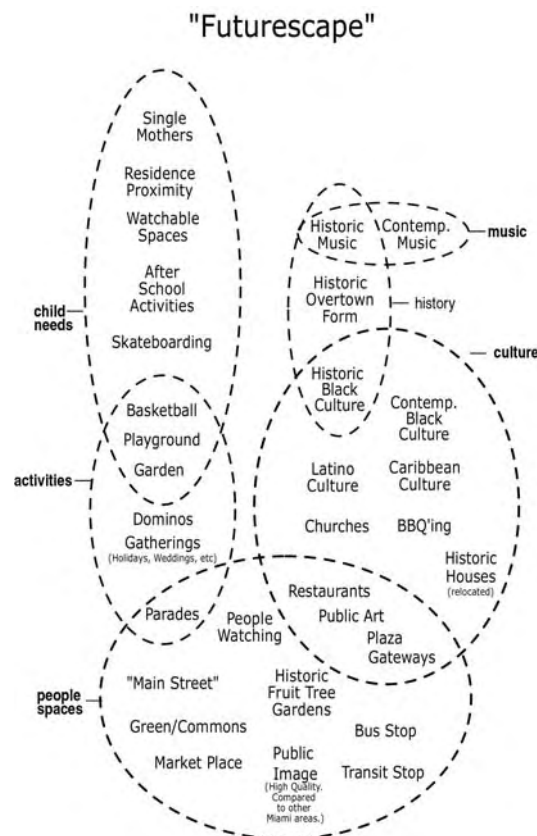 "Futurescape"
Single
Mothers
Residence
Proximity
Watchable
Spaces
After
School
Activities
Skateboarding
child
needs
Basketball
Playground
Garden
activities
Dominos
Gatherings
(Holidays, Weddings, etc)
Parades
Historic
Music
Contemp.
Music
music
Historic
Overtown
Form
history
culture
Historic
Black
Culture
Contemp.
Black
Culture
Latino
Culture
Caribbean
Culture
Churches
BBQ'ing
Historic
Houses
(relocated)
Restaurants
Public Art
Plaza
Gateways
People
Watching
people
spaces
"Main Street"
Historic
Fruit Tree
Gardens
Green/Commons
Bus Stop
Market Place
Public
Image
(High Quality.
Compared
to other
Miami areas.)
Transit Stop